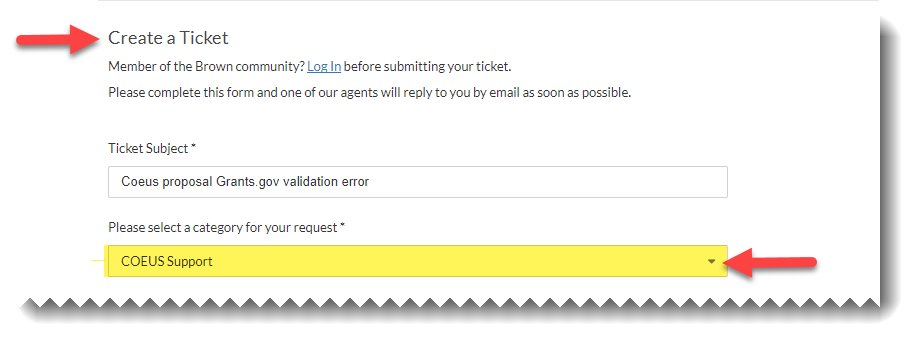 Create a Ticket
Member of the Brown community? Log In before submitting your ticket.
Please complete this form and one of our agents will reply to you by email as soon as possible.
Ticket Subject *
Coeus proposal Grants.gov validation error
Please select a category for your request *
COEUS Support